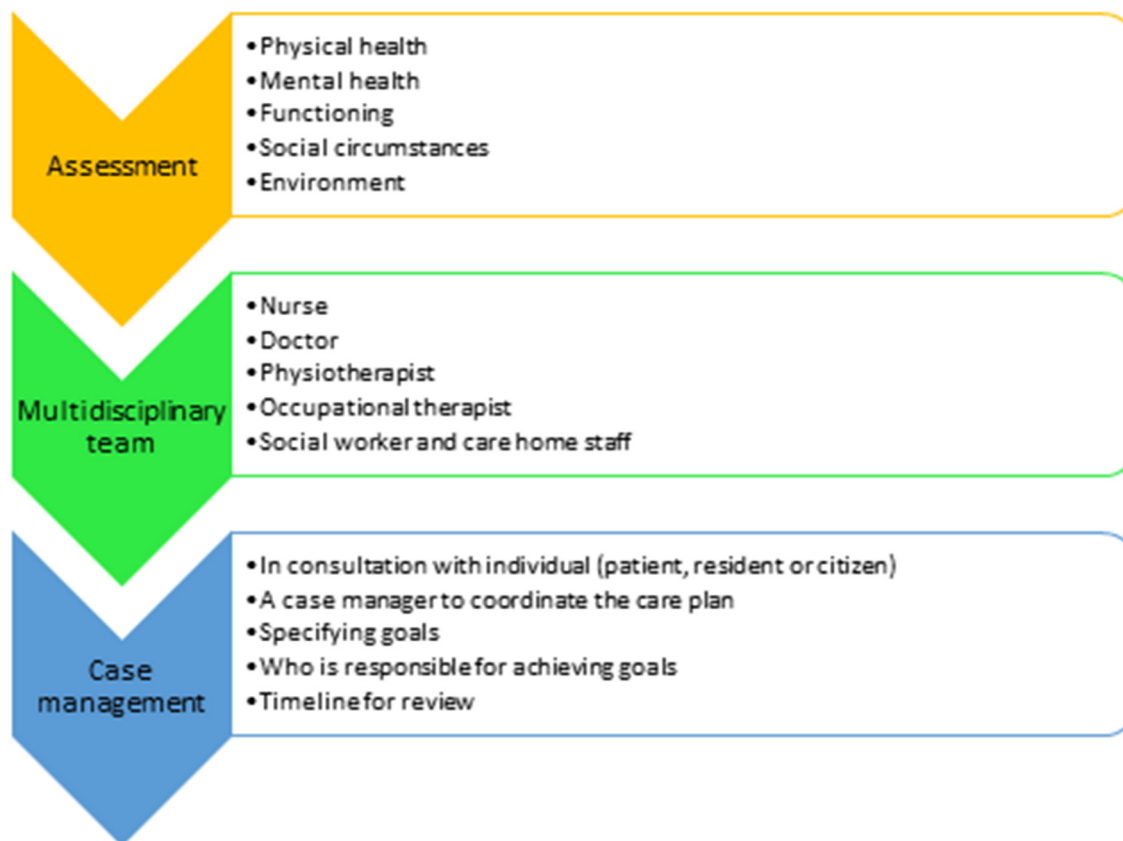 Assessment
•Physical health
•Mental health
•Functioning
•Social circumstances
•Environment
Multidisciplinary
team
•Nurse
•Doctor
•Physiotherapist
•Occupational therapist
•Social worker and care home staff
Case
management
•In consultation with individual (patient, resident or citizen)
•A case manager to coordinate the care plan
•Specifying goals
•Who is responsible for achieving goals
•Timeline for review